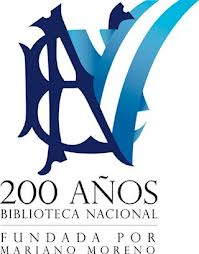 200 AÑOS
BIBLIOTECA NACIONAL
FUNDADA POR
MARIANO MORENO